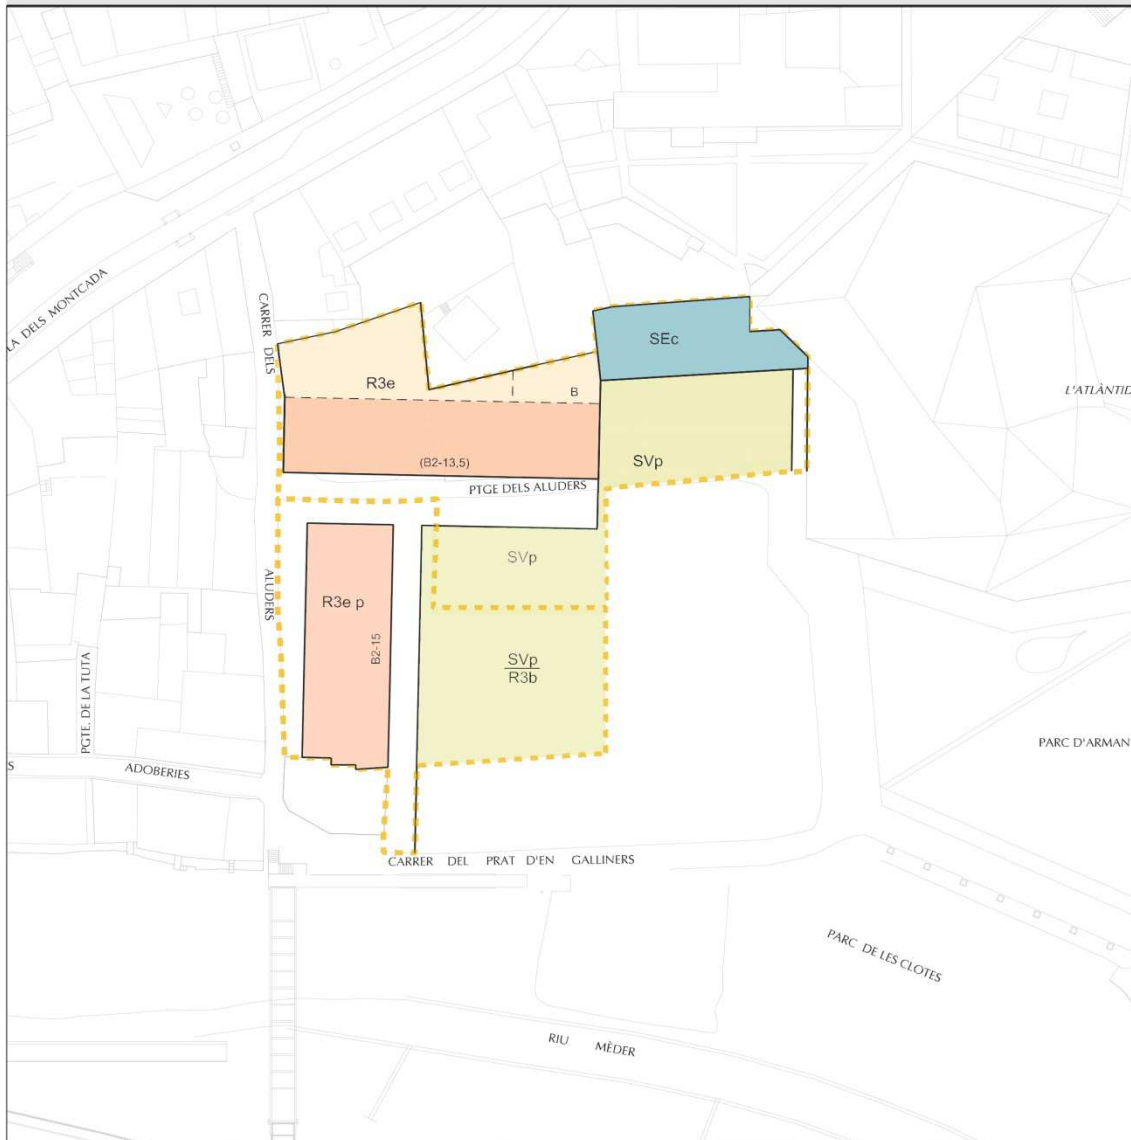 LA DELS MONTCADA
CARRER DELS
ALUDERS
R3e
B
(B2-13,5)
SEc
SVp
PTGE DELS ALUDERS
L'ATLÀNTID
SVp
R3e p
B2-15
SVp
R3b
PGTE. DE LA TUTA
S
ADOBERIES
PARC D'ARMAN
CARRER DEL PRAT D'EN GALLINERS
PARC DE LES CLOTES
RIU MÈDER